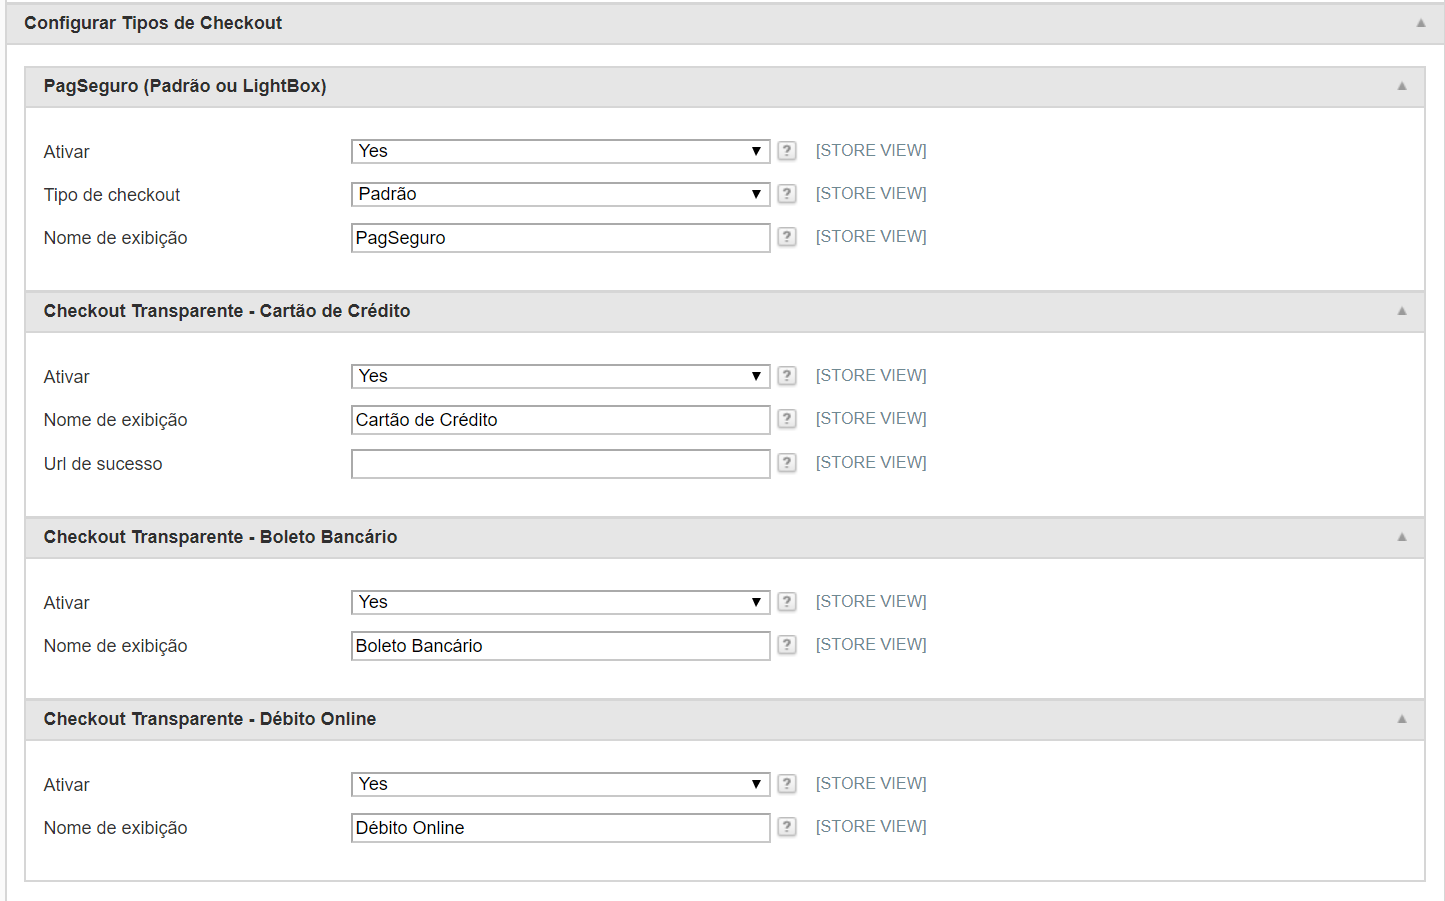 Configurar Tipos de Checkout
PagSeguro (Padrão ou LightBox)
Ativar Yes ? [STORE VIEW]
Tipo de checkout Padrão ? [STORE VIEW]
Nome de exibição PagSeguro ? [STORE VIEW]
Checkout Transparente - Cartão de Crédito
Ativar Yes ? [STORE VIEW]
Nome de exibição Cartão de Crédito ? [STORE VIEW]
Url de sucesso ? [STORE VIEW]
Checkout Transparente - Boleto Bancário
Ativar Yes ? [STORE VIEW]
Nome de exibição Boleto Bancário ? [STORE VIEW]
Checkout Transparente - Débito Online
Ativar Yes ? [STORE VIEW]
Nome de exibição Débito Online ? [STORE VIEW]